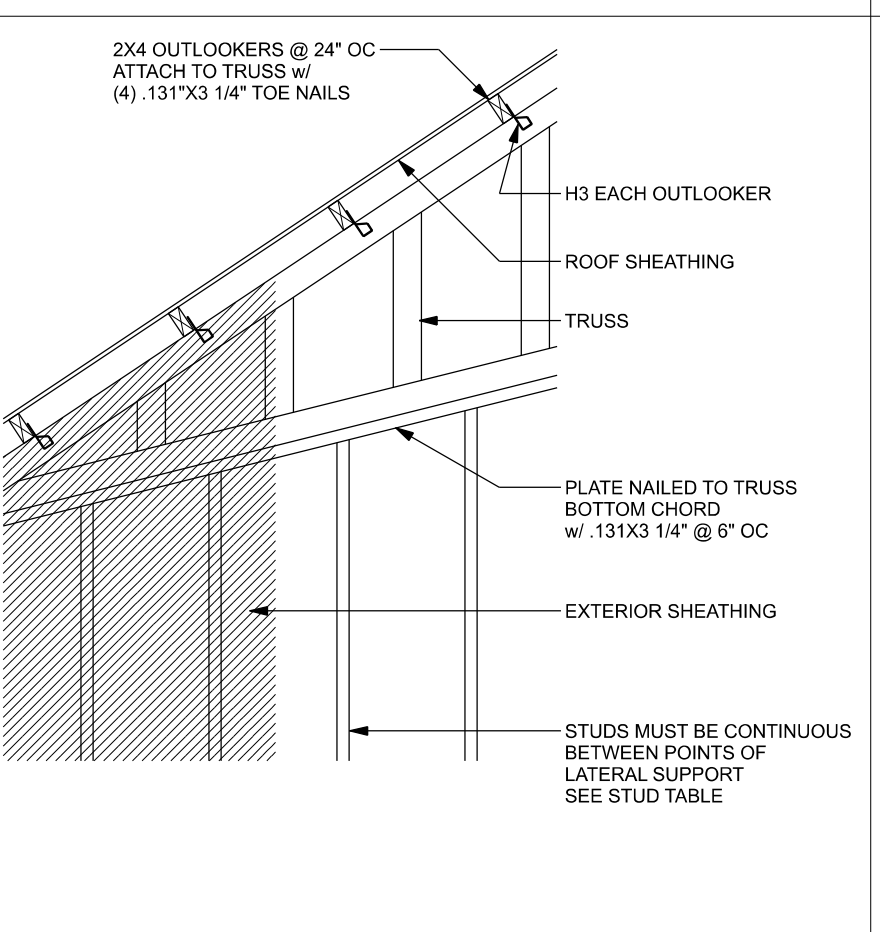 2X4 OUTLOOKERS @ 24" OC
ATTACH TO TRUSS w/
(4) .131"X3 1/4" TOE NAILS
H3 EACH OUTLOOKER
ROOF SHEATHING
TRUSS
PLATE NAILED TO TRUSS
BOTTOM CHORD
w/ .131X3 1/4" @ 6" OC
EXTERIOR SHEATHING
STUDS MUST BE CONTINUOUS
BETWEEN POINTS OF
LATERAL SUPPORT
SEE STUD TABLE